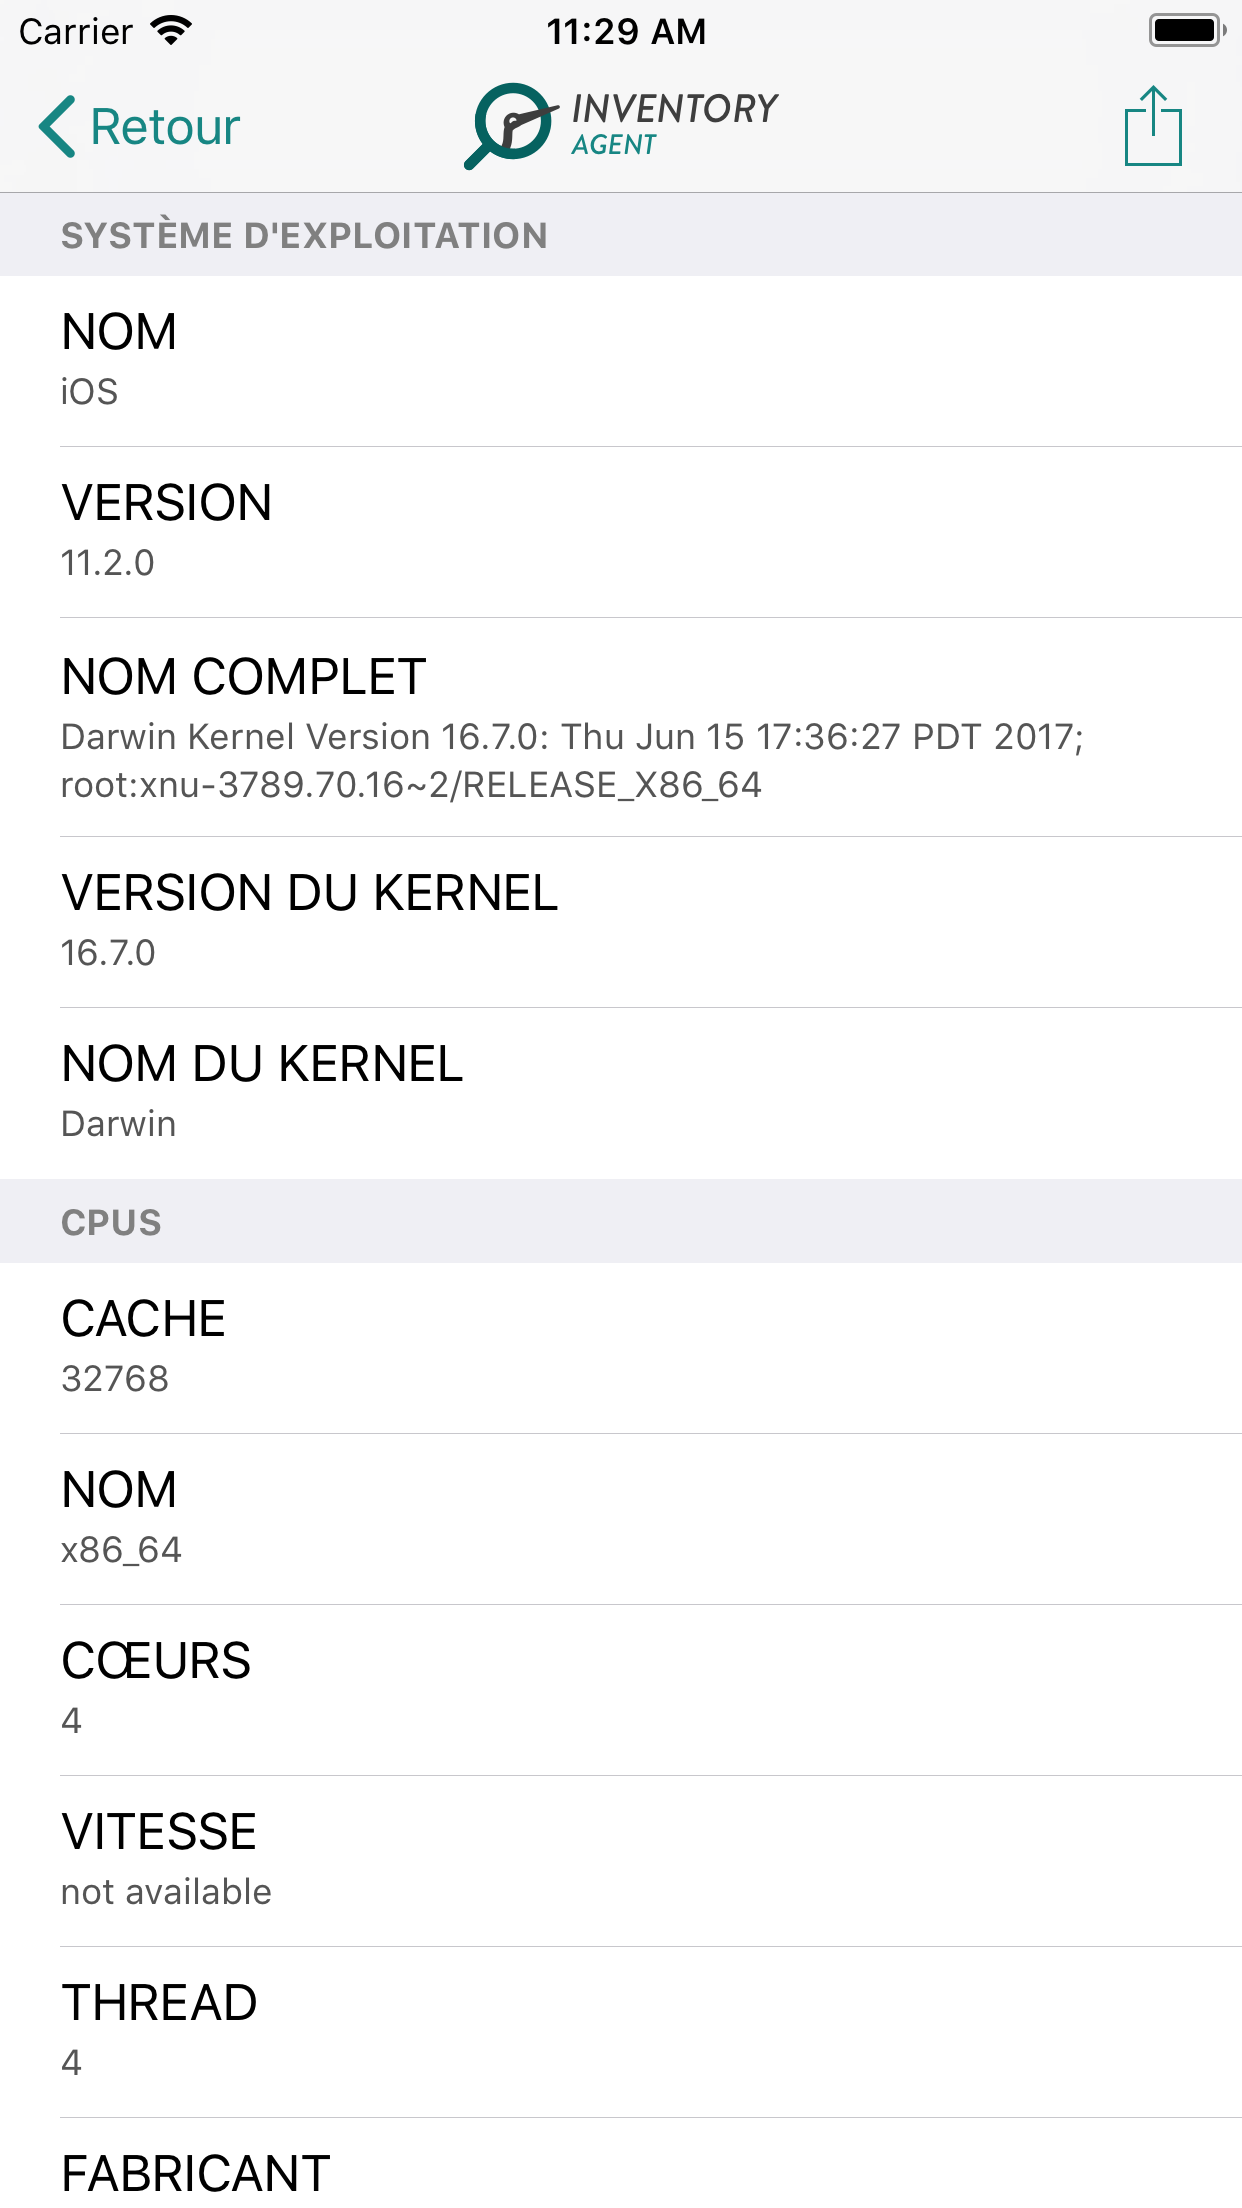 Carrier 11:29 AM
Retour
INVENTORY
AGENT
SYSTÈME D'EXPLOITATION
NOM
iOS
VERSION
11.2.0
NOM COMPLET
Darwin Kernel Version 16.7.0: Thu Jun 15 17:36:27 PDT 2017;
root:xnu-3789.70.16~2/RELEASE_X86_64
VERSION DU KERNEL
16.7.0
NOM DU KERNEL
Darwin
CPUS
CACHE
32768
NOM
x86_64
CŒURS
4
VITESSE
not available
THREAD
4
FABRICANT